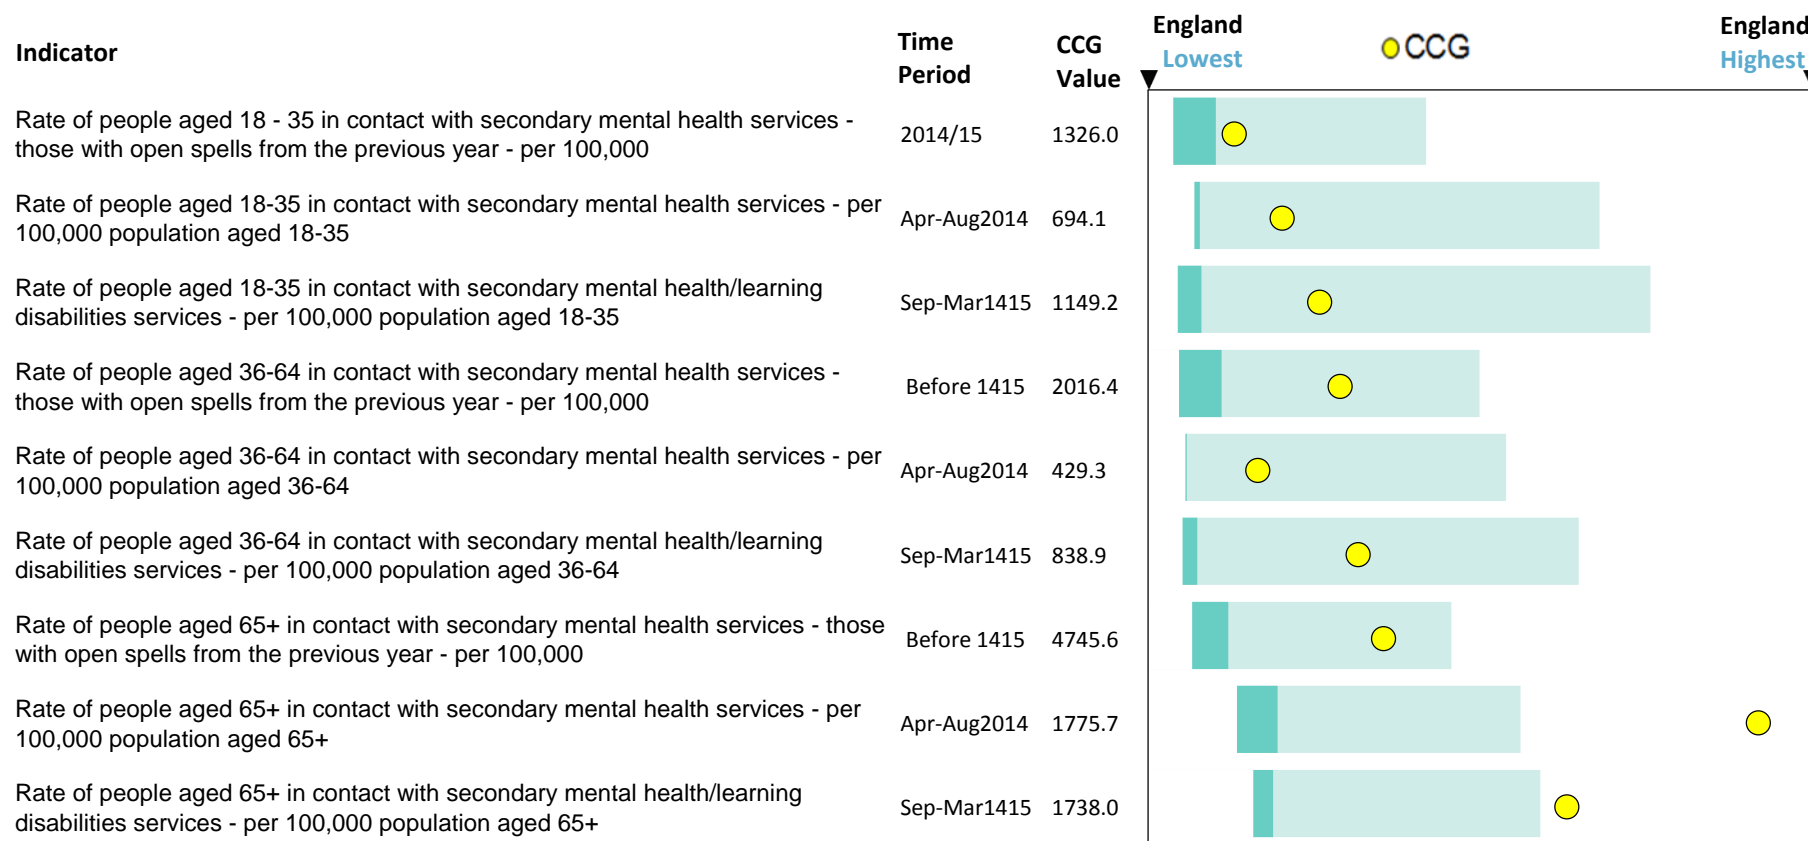 Indicator
Time
Period
CCG
Value
England
Lowest
CCG
England
Highest
Rate of people aged 18 - 35 in contact with secondary mental health services -
those with open spells from the previous year - per 100,000
2014/15
1326.0
Rate of people aged 18-35 in contact with secondary mental health services - per
100,000 population aged 18-35
Apr-Aug2014
694.1
Rate of people aged 18-35 in contact with secondary mental health/learning
disabilities services - per 100,000 population aged 18-35
Sep-Mar1415
1149.2
Rate of people aged 36-64 in contact with secondary mental health services -
those with open spells from the previous year - per 100,000
Before 1415
2016.4
Rate of people aged 36-64 in contact with secondary mental health services - per
100,000 population aged 36-64
Apr-Aug2014
429.3
Rate of people aged 36-64 in contact with secondary mental health/learning
disabilities services - per 100,000 population aged 36-64
Sep-Mar1415
838.9
Rate of people aged 65+ in contact with secondary mental health services - those
with open spells from the previous year - per 100,000
Before 1415
4745.6
Rate of people aged 65+ in contact with secondary mental health services - per
100,000 population aged 65+
Apr-Aug2014
1775.7
Rate of people aged 65+ in contact with secondary mental health/learning
disabilities services - per 100,000 population aged 65+
Sep-Mar1415
1738.0